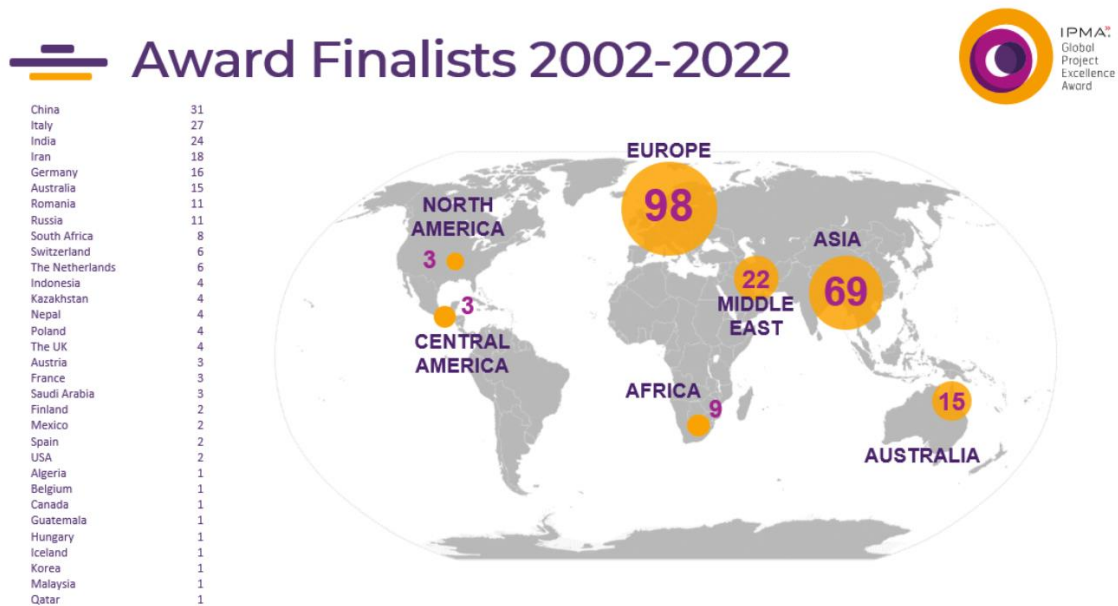 Award Finalists 2002-2022
IPMA®
Global
Project
Excellence
Award
China 31
Italy 27
India 24
Iran 18
Germany 16
Australia 15
Romania 11
Russia 11
South Africa 8
Switzerland 6
The Netherlands 6
Indonesia 4
Kazakhstan 4
Nepal 4
Poland 4
The UK 4
Austria 3
France 3
Saudi Arabia 3
Finland 2
Mexico 2
Spain 2
USA 2
Algeria 1
Belgium 1
Canada 1
Guatemala 1
Hungary 1
Iceland 1
Korea 1
Malaysia 1
Qatar 1
EUROPE
98
NORTH
AMERICA
3
ASIA
69
22
MIDDLE
EAST
3
CENTRAL
AMERICA
AFRICA
9
15
AUSTRALIA